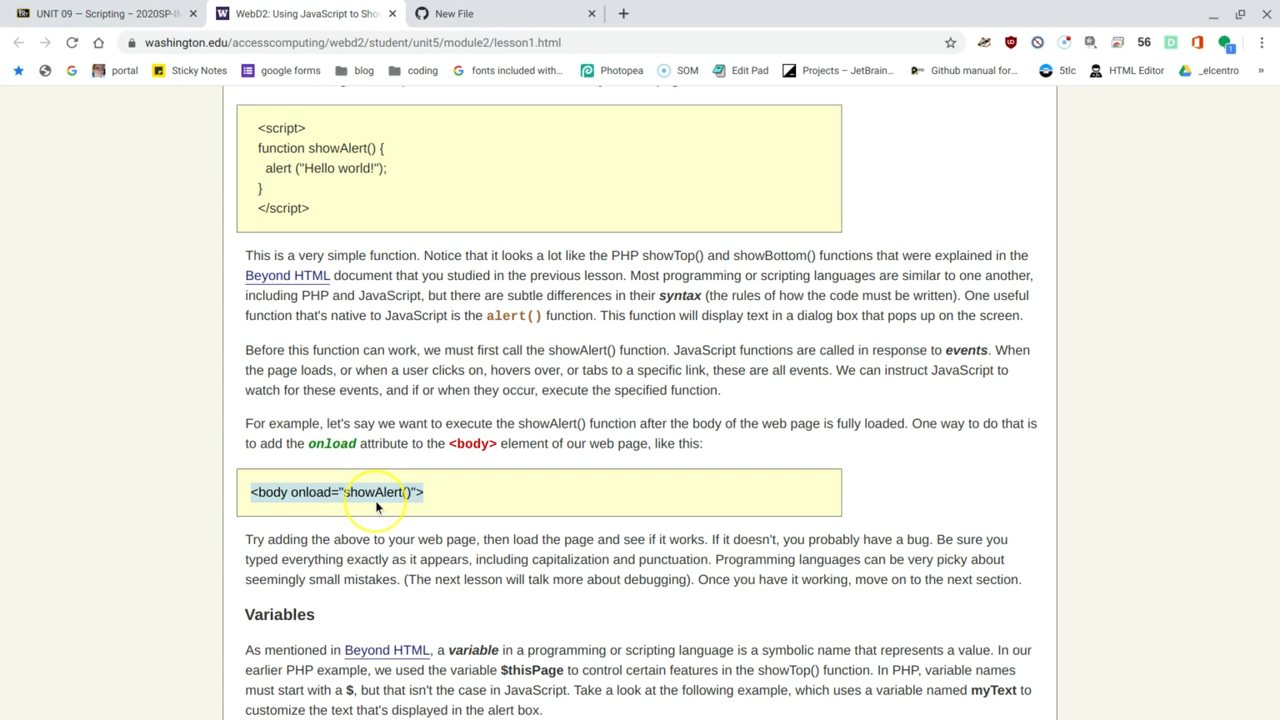 UNIT 09 — Scripting – 2020SP-I
WebD2: Using JavaScript to Sho
New File
washington.edu/accesscomputing/webd2/student/unit5/module2/lesson1.html
56
portal
Sticky Notes
google forms
blog
coding
fonts included with...
Photopea
SOM
Edit Pad
Projects – JetBrain...
Github manual for...
5tlc
HTML Editor
_elcentro
»
<script>
function showAlert() {
alert ("Hello world!");
}
</script>
This is a very simple function. Notice that it looks a lot like the PHP showTop() and showBottom() functions that were explained in the
Beyond HTML document that you studied in the previous lesson. Most programming or scripting languages are similar to one another,
including PHP and JavaScript, but there are subtle differences in their syntax (the rules of how the code must be written). One useful
function that's native to JavaScript is the alert() function. This function will display text in a dialog box that pops up on the screen.
Before this function can work, we must first call the showAlert() function. JavaScript functions are called in response to events. When
the page loads, or when a user clicks on, hovers over, or tabs to a specific link, these are all events. We can instruct JavaScript to
watch for these events, and if or when they occur, execute the specified function.
For example, let's say we want to execute the showAlert() function after the body of the web page is fully loaded. One way to do that is
to add the onload attribute to the <body> element of our web page, like this:
<body onload="showAlert()">
Try adding the above to your web page, then load the page and see if it works. If it doesn't, you probably have a bug. Be sure you
typed everything exactly as it appears, including capitalization and punctuation. Programming languages can be very picky about
seemingly small mistakes. (The next lesson will talk more about debugging). Once you have it working, move on to the next section.
Variables
As mentioned in Beyond HTML, a variable in a programming or scripting language is a symbolic name that represents a value. In our
earlier PHP example, we used the variable $thisPage to control certain features in the showTop() function. In PHP, variable names
must start with a $, but that isn't the case in JavaScript. Take a look at the following example, which uses a variable named myText to
customize the text that's displayed in the alert box.